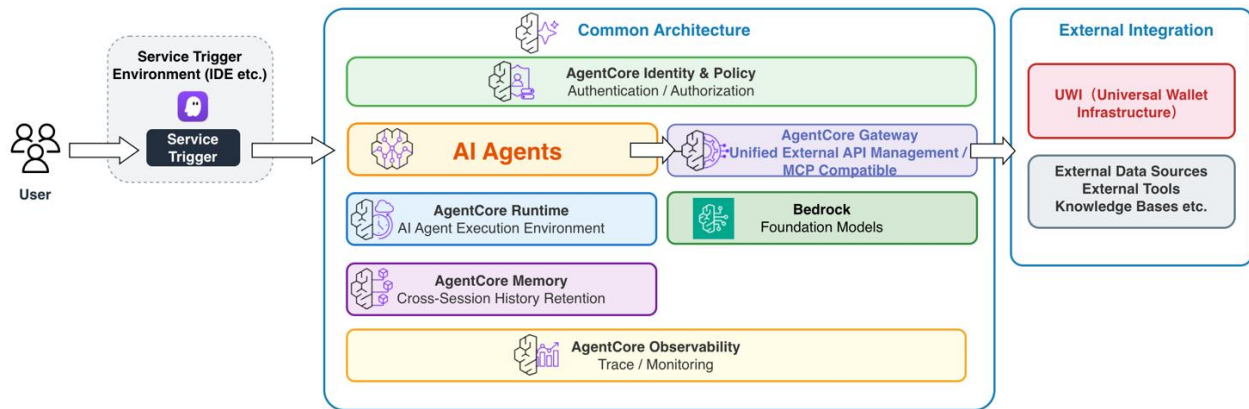 User
Service Trigger
Environment (IDE etc.)
Service
Trigger
Common Architecture
AgentCore Identity & Policy
Authentication / Authorization
AI Agents
AgentCore Gateway
Unified External API Management /
MCP Compatible
AgentCore Runtime
AI Agent Execution Environment
Bedrock
Foundation Models
AgentCore Memory
Cross-Session History Retention
AgentCore Observability
Trace / Monitoring
External Integration
UWI（Universal Wallet
Infrastructure）
External Data Sources
External Tools
Knowledge Bases etc.